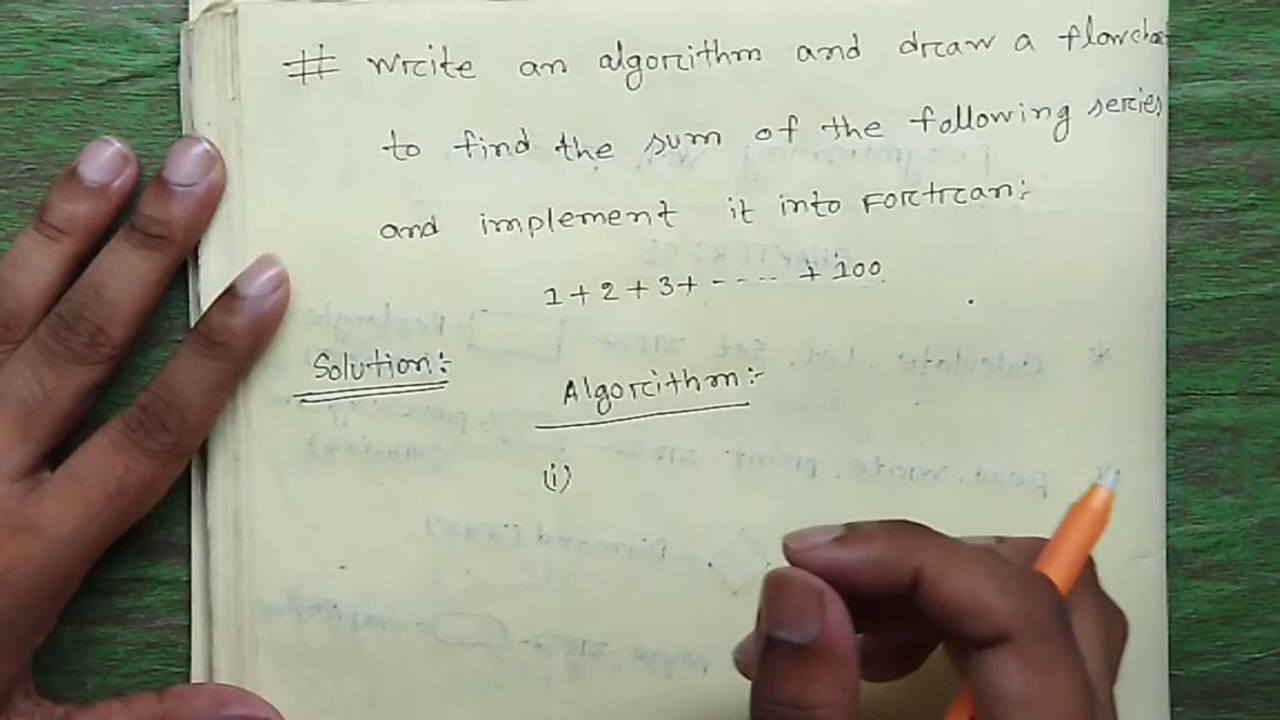 # Write an algorithm and draw a flowchart
to find the sum of the following series
and implement it into Fortran:
1 + 2 + 3 + - - - -- + 100
Solution:-
Algorithm:-
(i)